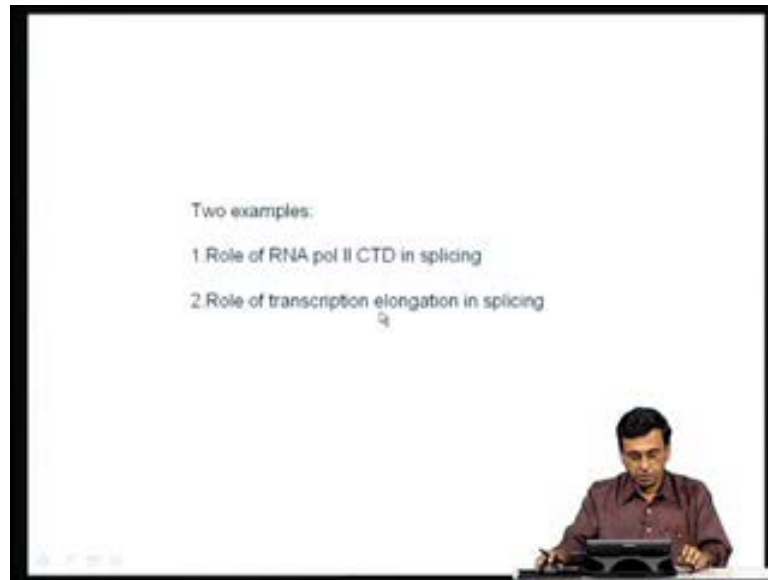 Two examples:
1.Role of RNA pol II CTD in splicing
2.Role of transcription elongation in splicing